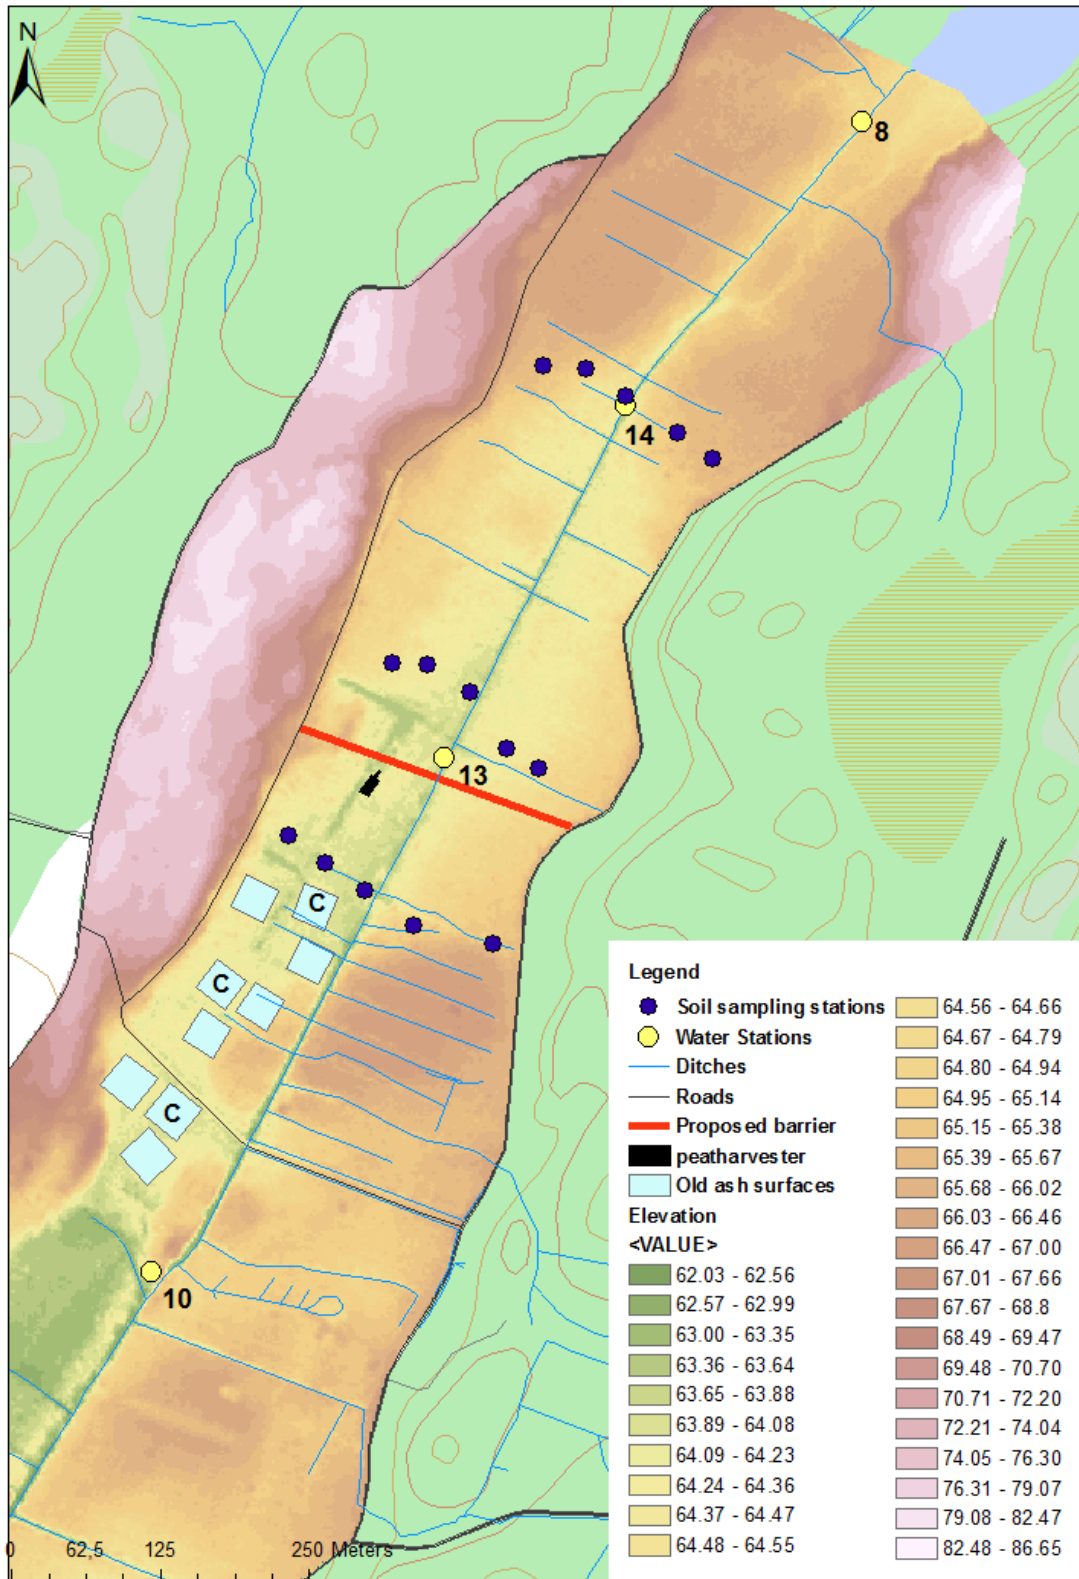 N
8
14
13
C
C
C
10
0 62,5 125 250 Meters
Legend
Soil sampling stations
Water Stations
Ditches
Roads
Proposed barrier
peatharvester
Old ash surfaces
Elevation
<VALUE>
62.03 - 62.56
62.57 - 62.99
63.00 - 63.35
63.36 - 63.64
63.65 - 63.88
63.89 - 64.08
64.09 - 64.23
64.24 - 64.36
64.37 - 64.47
64.48 - 64.55
64.56 - 64.66
64.67 - 64.79
64.80 - 64.94
64.95 - 65.14
65.15 - 65.38
65.39 - 65.67
65.68 - 66.02
66.03 - 66.46
66.47 - 67.00
67.01 - 67.66
67.67 - 68.8
68.49 - 69.47
69.48 - 70.70
70.71 - 72.20
72.21 - 74.04
74.05 - 76.30
76.31 - 79.07
79.08 - 82.47
82.48 - 86.65